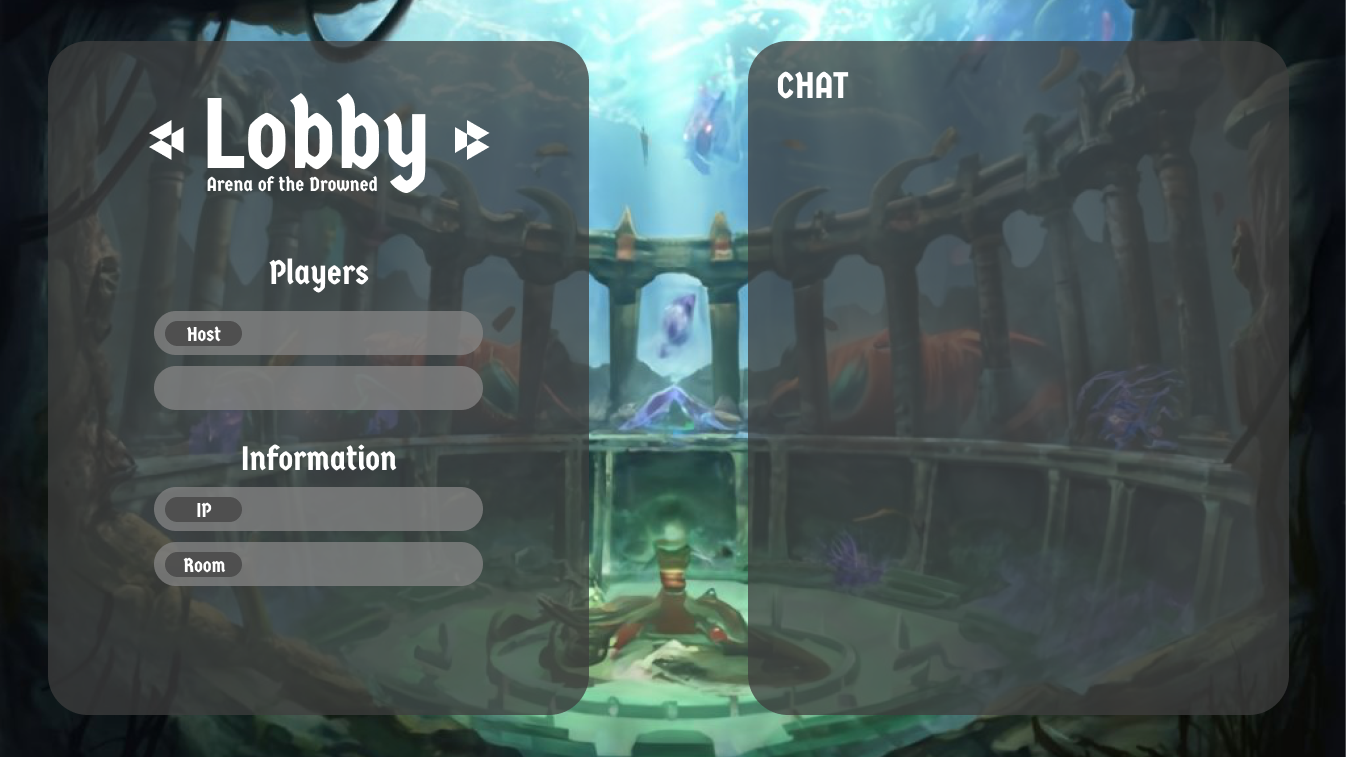 Lobby
Arena of the Drowned
Players
Host
Information
IP
Room
CHAT